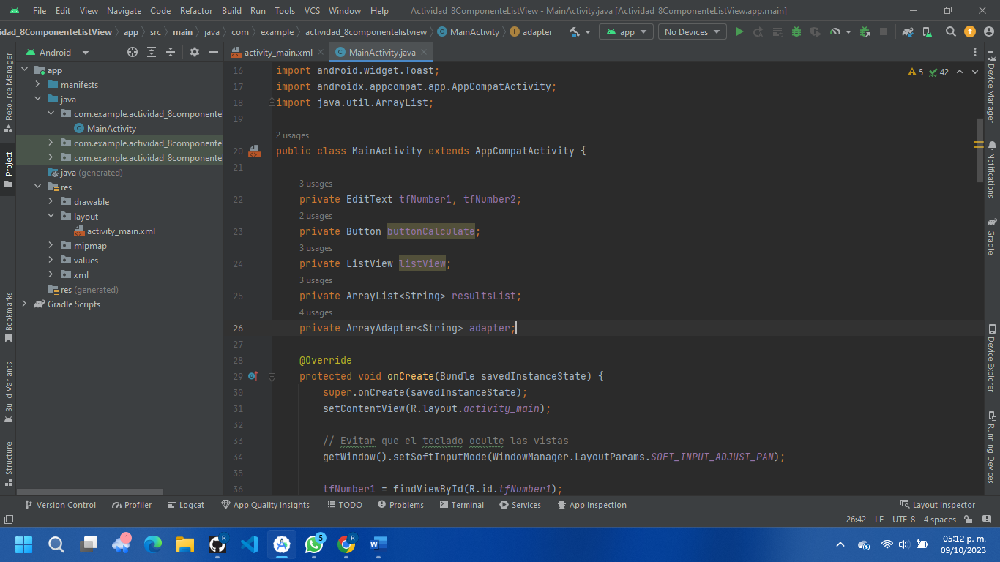 File Edit View Navigate Code Refactor Build Run Tools VCS Window Help Actividad_8ComponenteListView - MainActivity.java [Actividad_8ComponenteListView.app.main]
idad_8ComponenteListView app src main java com example actividad_8componentelistview MainActivity adapter app No Devices
Android
activity_main.xml MainActivity.java
app
manifests
java
com.example.actividad_8componentel
MainActivity
com.example.actividad_8componentel
com.example.actividad_8componentel
java (generated)
res
drawable
layout
activity_main.xml
mipmap
values
xml
res (generated)
Gradle Scripts
Resource Manager
Project
Bookmarks
Build Variants
Structure
5 42
16 import android.widget.Toast;
17 import androidx.appcompat.app.AppCompatActivity;
18 import java.util.ArrayList;
19
2 usages
20 public class MainActivity extends AppCompatActivity {
21
3 usages
22 private EditText tfNumber1, tfNumber2;
2 usages
23 private Button buttonCalculate;
3 usages
24 private ListView listView;
3 usages
25 private ArrayList<String> resultsList;
4 usages
26 private ArrayAdapter<String> adapter;
27
28 @Override
29 protected void onCreate(Bundle savedInstanceState) {
30 super.onCreate(savedInstanceState);
31 setContentView(R.layout.activity_main);
32
33 // Evitar que el teclado oculte las vistas
34 getWindow().setSoftInputMode(WindowManager.LayoutParams.SOFT_INPUT_ADJUST_PAN);
35
36 tfNumber1 = findViewById(R.id.tfNumber1);
Device Manager
Notifications
Gradle
Device Explorer
Running Devices
Version Control Profiler Logcat App Quality Insights TODO Problems Terminal Services App Inspection Layout Inspector
26:42 LF UTF-8 4 spaces
1
R
5
R
R
05:12 p. m.
09/10/2023